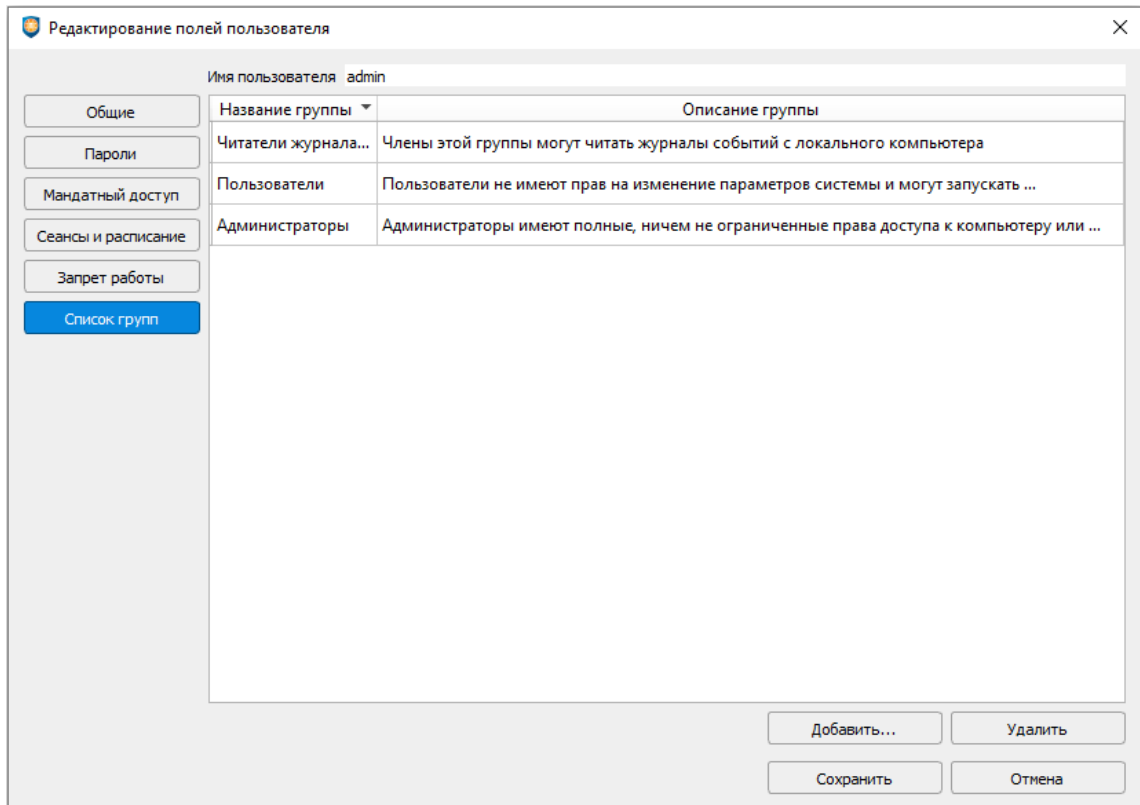 Редактирование полей пользователя
Имя пользователя admin
Общие
Пароли
Мандатный доступ
Сеансы и расписание
Запрет работы
Список групп
Название группы Описание группы
Читатели журнала... Члены этой группы могут читать журналы событий с локального компьютера
Пользователи Пользователи не имеют прав на изменение параметров системы и могут запускать ...
Администраторы Администраторы имеют полные, ничем не ограниченные права доступа к компьютеру или ...
Добавить... Удалить
Сохранить Отмена